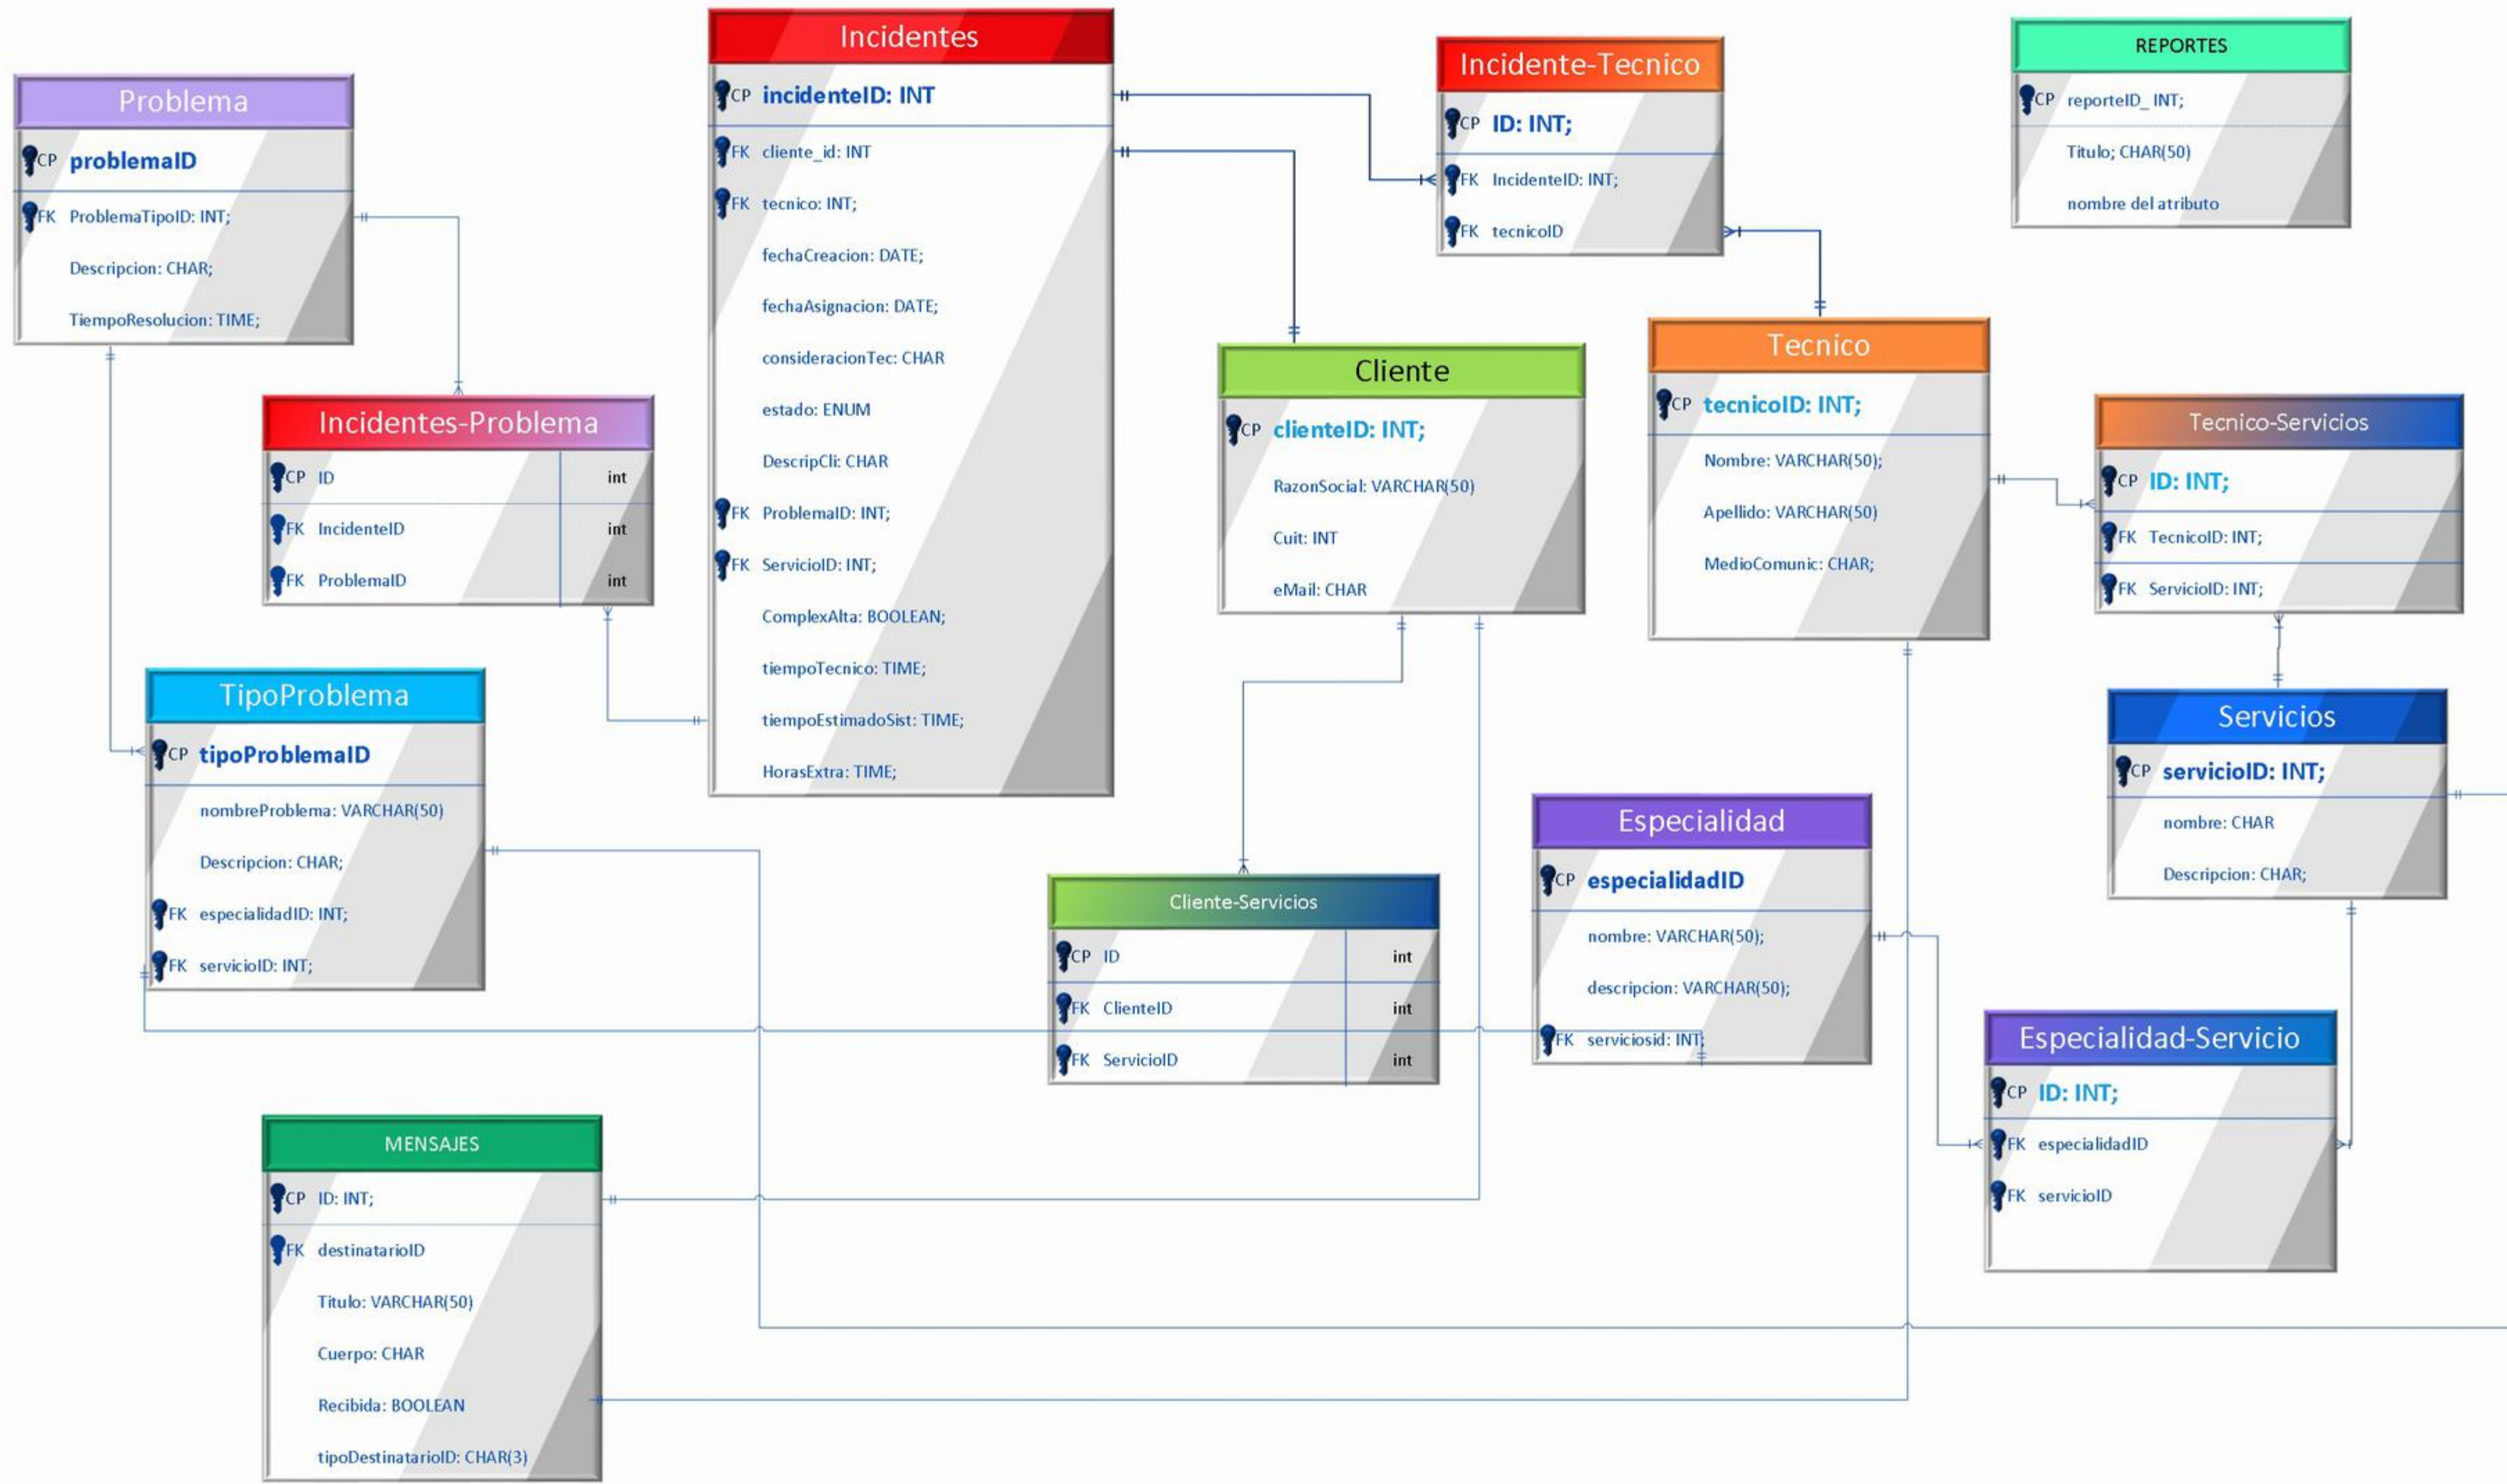 Problema
CP problemaID
FK ProblemaTipoID: INT;
Descripcion: CHAR;
TiempoResolucion: TIME;
Incidentes
CP incidenteID: INT
FK cliente_id: INT
FK tecnico: INT;
fechaCreacion: DATE;
fechaAsignacion: DATE;
consideracionTec: CHAR
estado: ENUM
DescripCli: CHAR
FK ProblemaID: INT;
FK ServicioID: INT;
ComplexAlta: BOOLEAN;
tiempoTecnico: TIME;
tiempoEstimadoSist: TIME;
HorasExtra: TIME;
Incidente-Tecnico
CP ID: INT;
FK IncidenteID: INT;
FK tecnicoID
REPORTES
CP reporteID_ INT;
Titulo; CHAR(50)
nombre del atributo
Incidentes-Problema
CP ID int
FK IncidenteID int
FK ProblemaID int
Cliente
CP clienteID: INT;
RazonSocial: VARCHAR(50)
Cuit: INT
eMail: CHAR
Tecnico
CP tecnicoID: INT;
Nombre: VARCHAR(50);
Apellido: VARCHAR(50)
MedioComunic: CHAR;
Tecnico-Servicios
CP ID: INT;
FK TecnicoID: INT;
FK ServicioID: INT;
TipoProblema
CP tipoProblemaID
nombreProblema: VARCHAR(50)
Descripcion: CHAR;
FK especialidadID: INT;
FK servicioID: INT;
Servicios
CP servicioID: INT;
nombre: CHAR
Descripcion: CHAR;
Cliente-Servicios
CP ID int
FK ClienteID int
FK ServicioID int
Especialidad
CP especialidadID
nombre: VARCHAR(50);
descripcion: VARCHAR(50);
FK serviciosid: INT;
Especialidad-Servicio
CP ID: INT;
FK especialidadID
FK servicioID
MENSAJES
CP ID: INT;
FK destinatarioID
Titulo: VARCHAR(50)
Cuerpo: CHAR
Recibida: BOOLEAN
tipoDestinatarioID: CHAR(3)